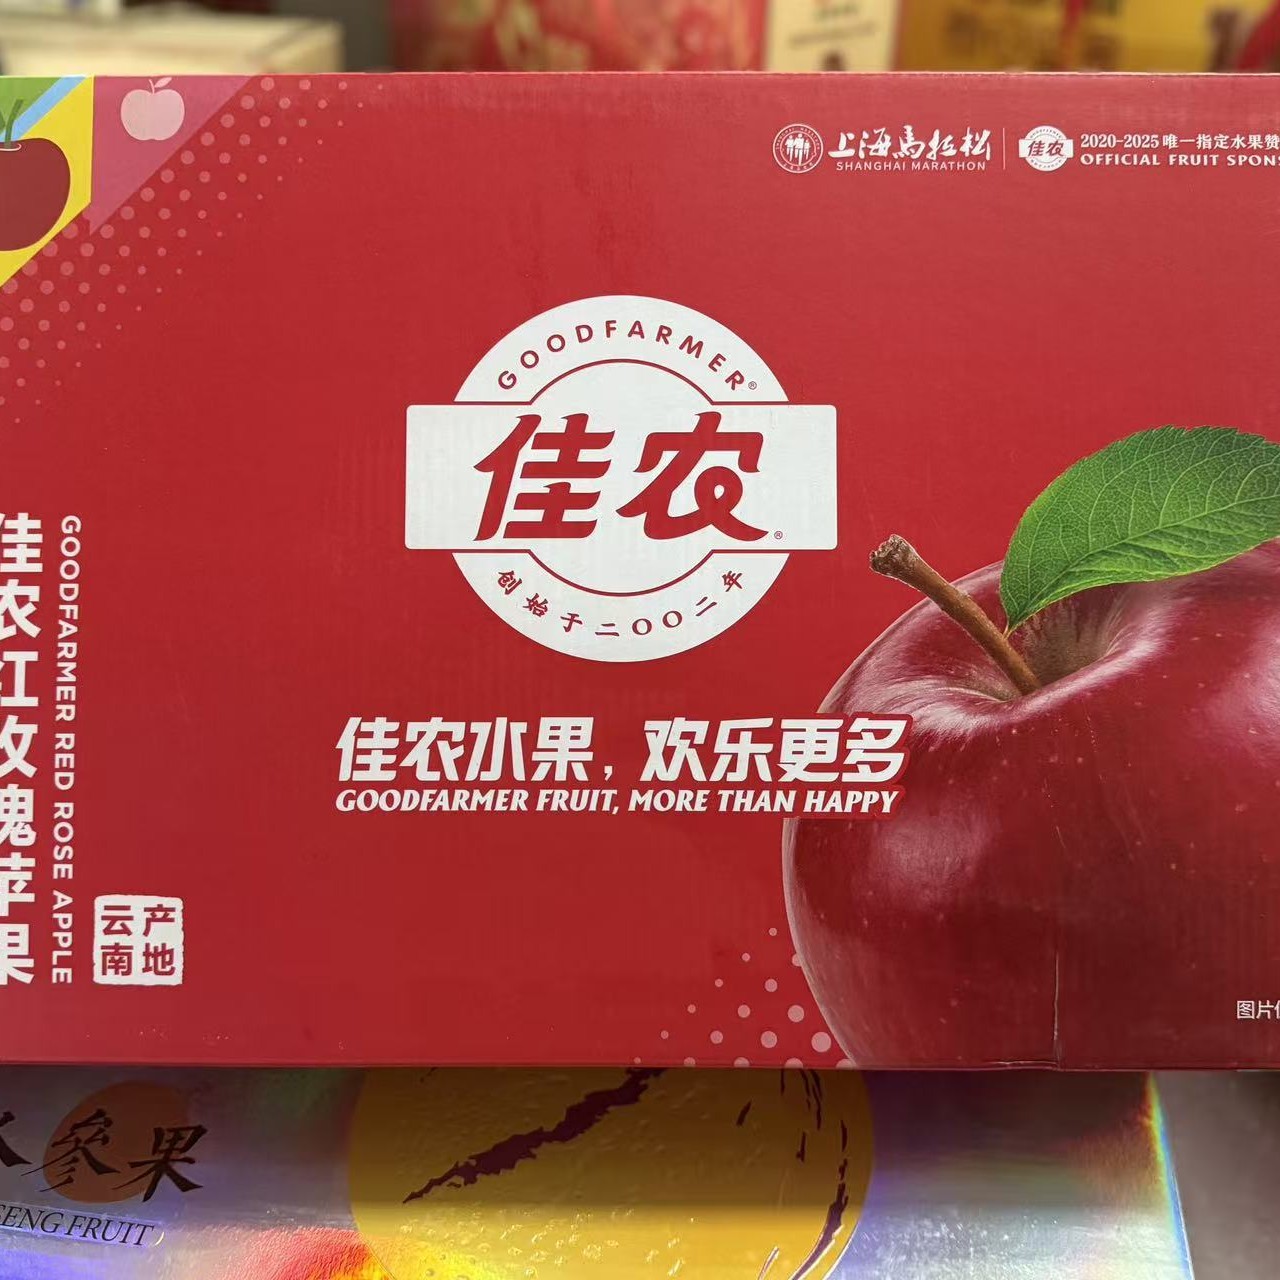 上海马拉松
SHANGHAI MARATHON
佳农
2020-2025唯一指定水果赞
OFFICIAL FRUIT SPONS
GOODFARMER®
佳农®
创始于二〇〇二年
佳农水果，欢乐更多
GOODFARMER FRUIT, MORE THAN HAPPY
佳农红玫瑰苹果
GOODFARMER RED ROSE APPLE
产地
云南
图片仅
参果
SENG FRUIT